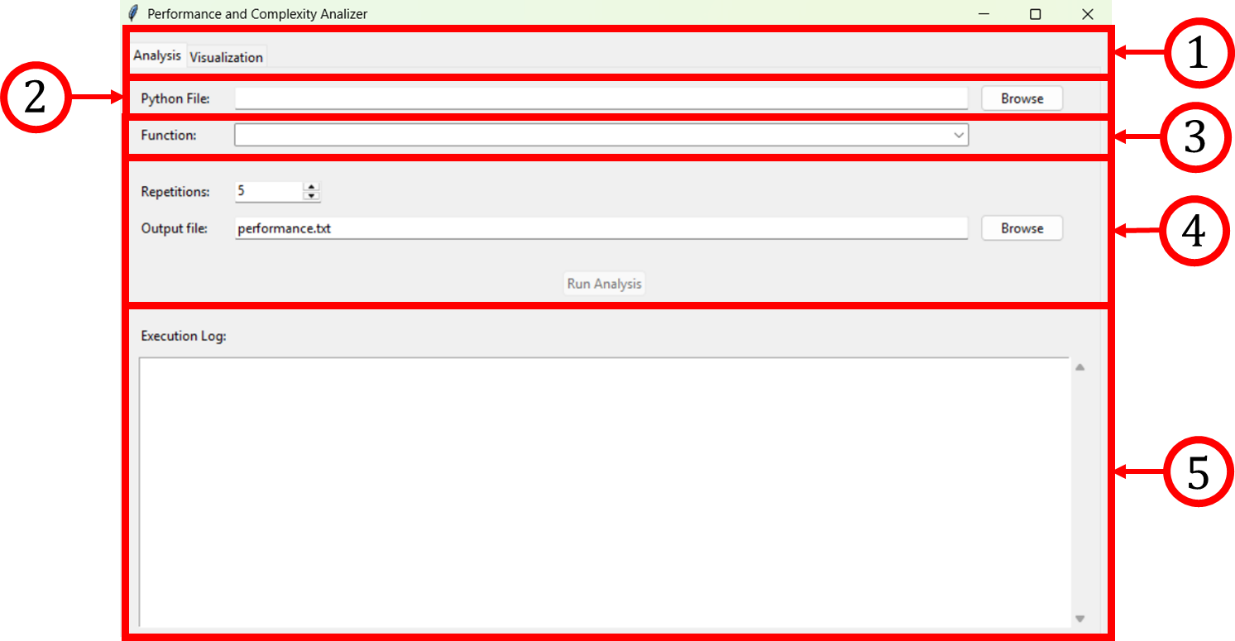 Performance and Complexity Analizer
Analysis Visualization
1
2
Python File: Browse
Function:
3
Repetitions: 5
Output file: performance.txt Browse
4
Run Analysis
Execution Log:
5